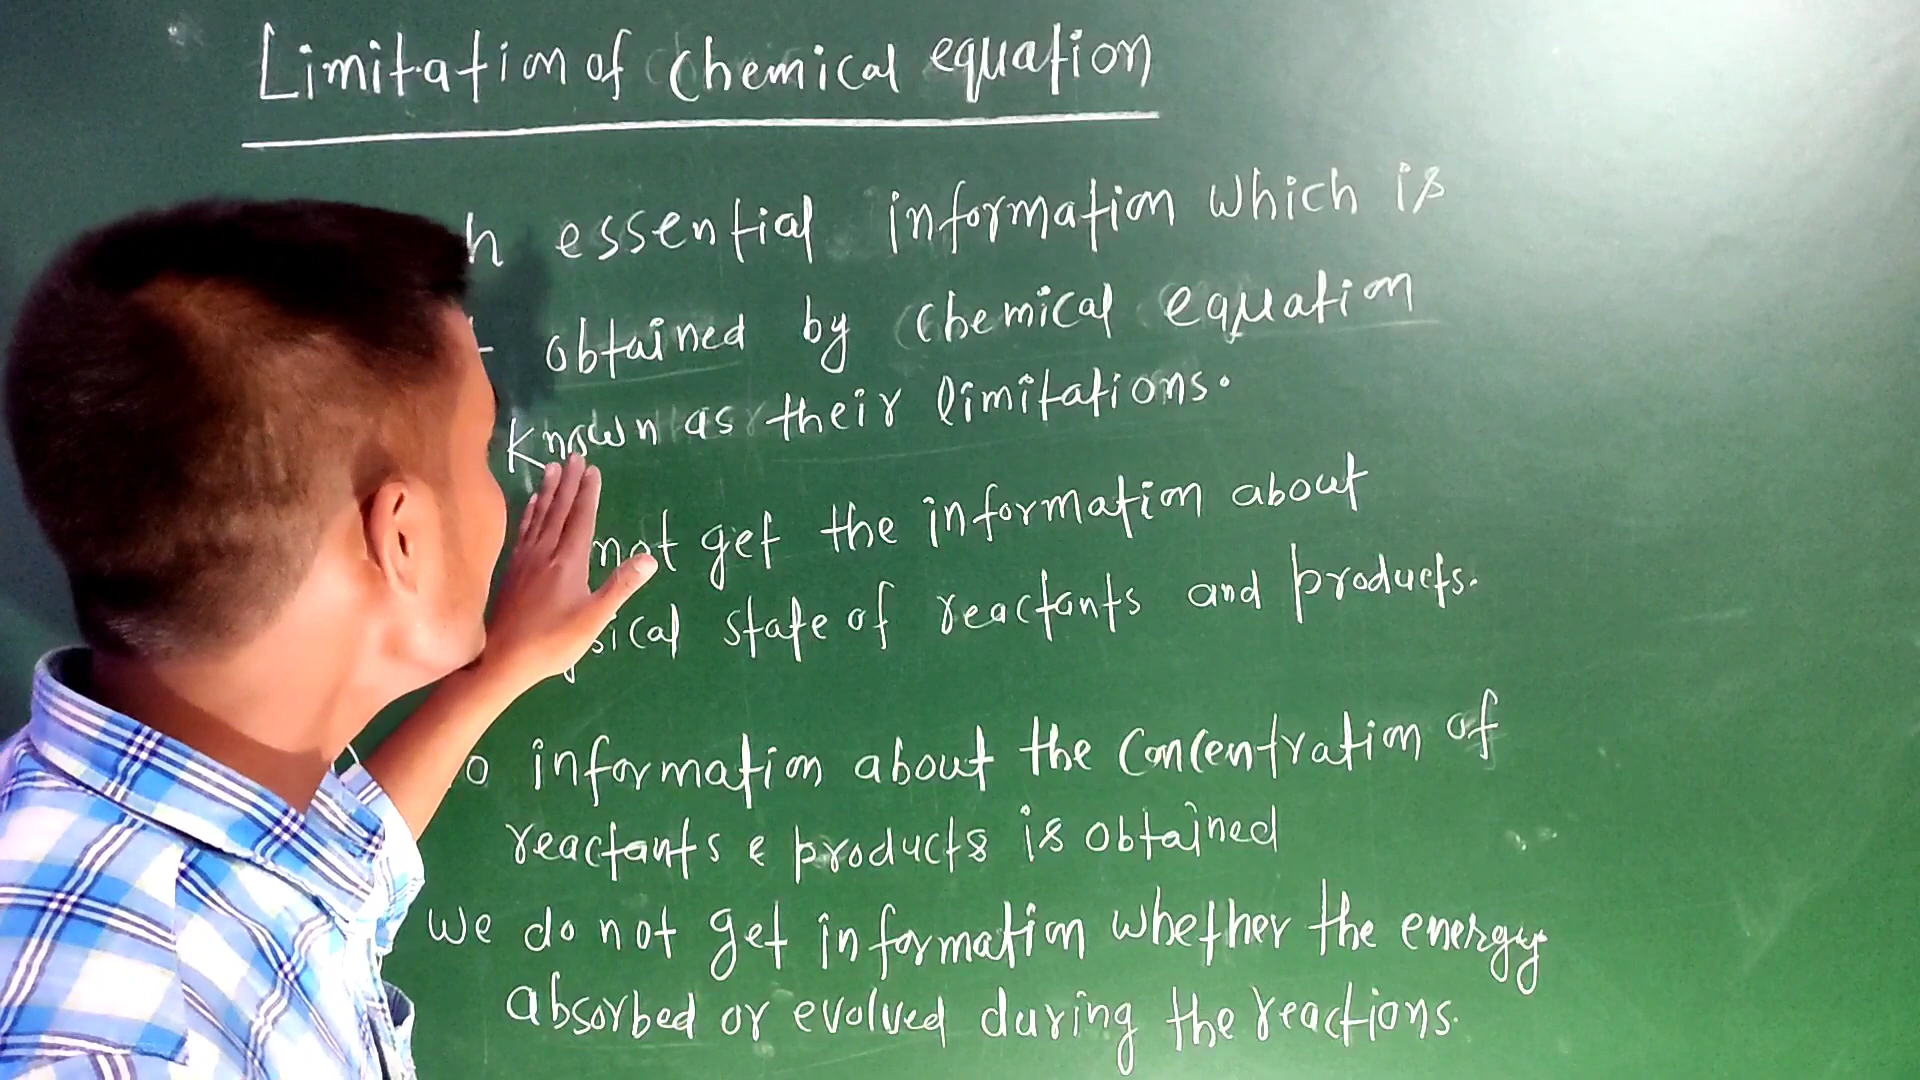 Limitation of chemical equation
essential information which is
obtained by chemical equation
known as their limitations.
not get the information about
state of reactants and products.
information about the concentration of
reactants & products is obtained
we do not get information whether the energy
absorbed or evolved during the reactions.